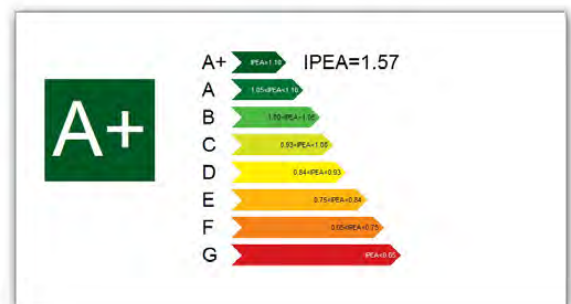 A+
A+ IPEA>1.10 IPEA=1.57
A 1.05<IPEA<1.10
B 1.00<IPEA<1.05
C 0.93<IPEA<1.00
D 0.84<IPEA<0.93
E 0.75<IPEA<0.84
F 0.65<IPEA<0.75
G IPEA<0.65